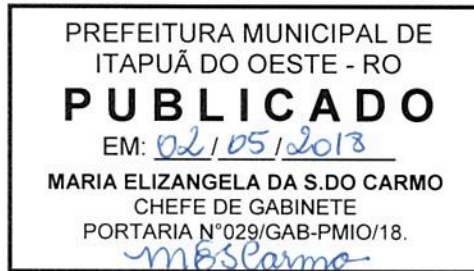 PREFEITURA MUNICIPAL DE
ITAPUÃ DO OESTE - RO
PUBLICADO
EM: 02/05/2018
MARIA ELIZANGELA DA S.DO CARMO
CHEFE DE GABINETE
PORTARIA N°029/GAB-PMIO/18.
MESCarmo